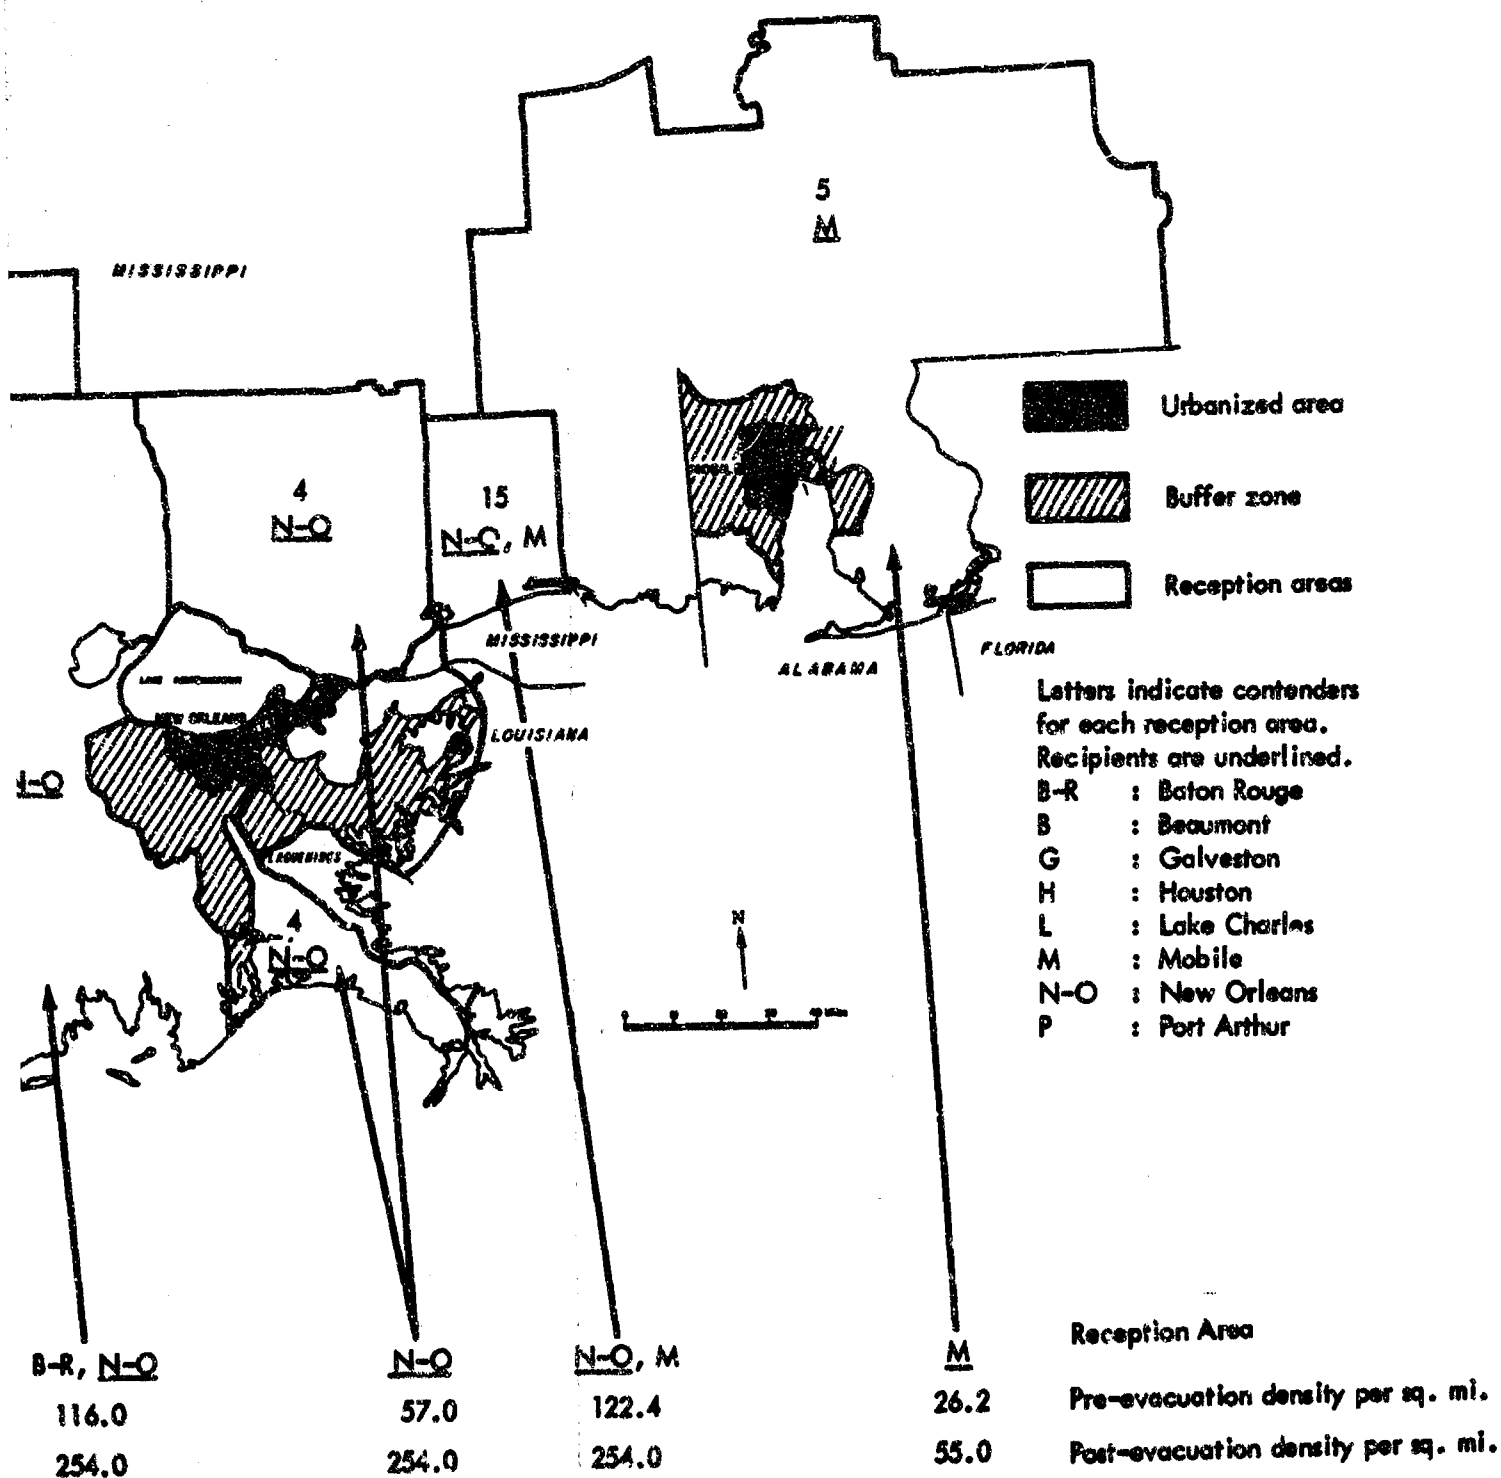 5
M
MISSISSIPPI
Urbanized area
4
N-O
15
N-O, M
Buffer zone
Reception areas
MISSISSIPPI
ALABAMA
FLORIDA
LAKE
NEW ORLEANS
LOUISIANA
Letters indicate contenders
for each reception area.
Recipients are underlined.
B-R : Baton Rouge
B : Beaumont
G : Galveston
H : Houston
L : Lake Charles
M : Mobile
N-O : New Orleans
P : Port Arthur
-O
4
N-O
N
B-R, N-O
N-O
N-O, M
M
Reception Area
116.0 57.0 122.4 26.2 Pre-evacuation density per sq. mi.
254.0 254.0 254.0 55.0 Post-evacuation density per sq. mi.